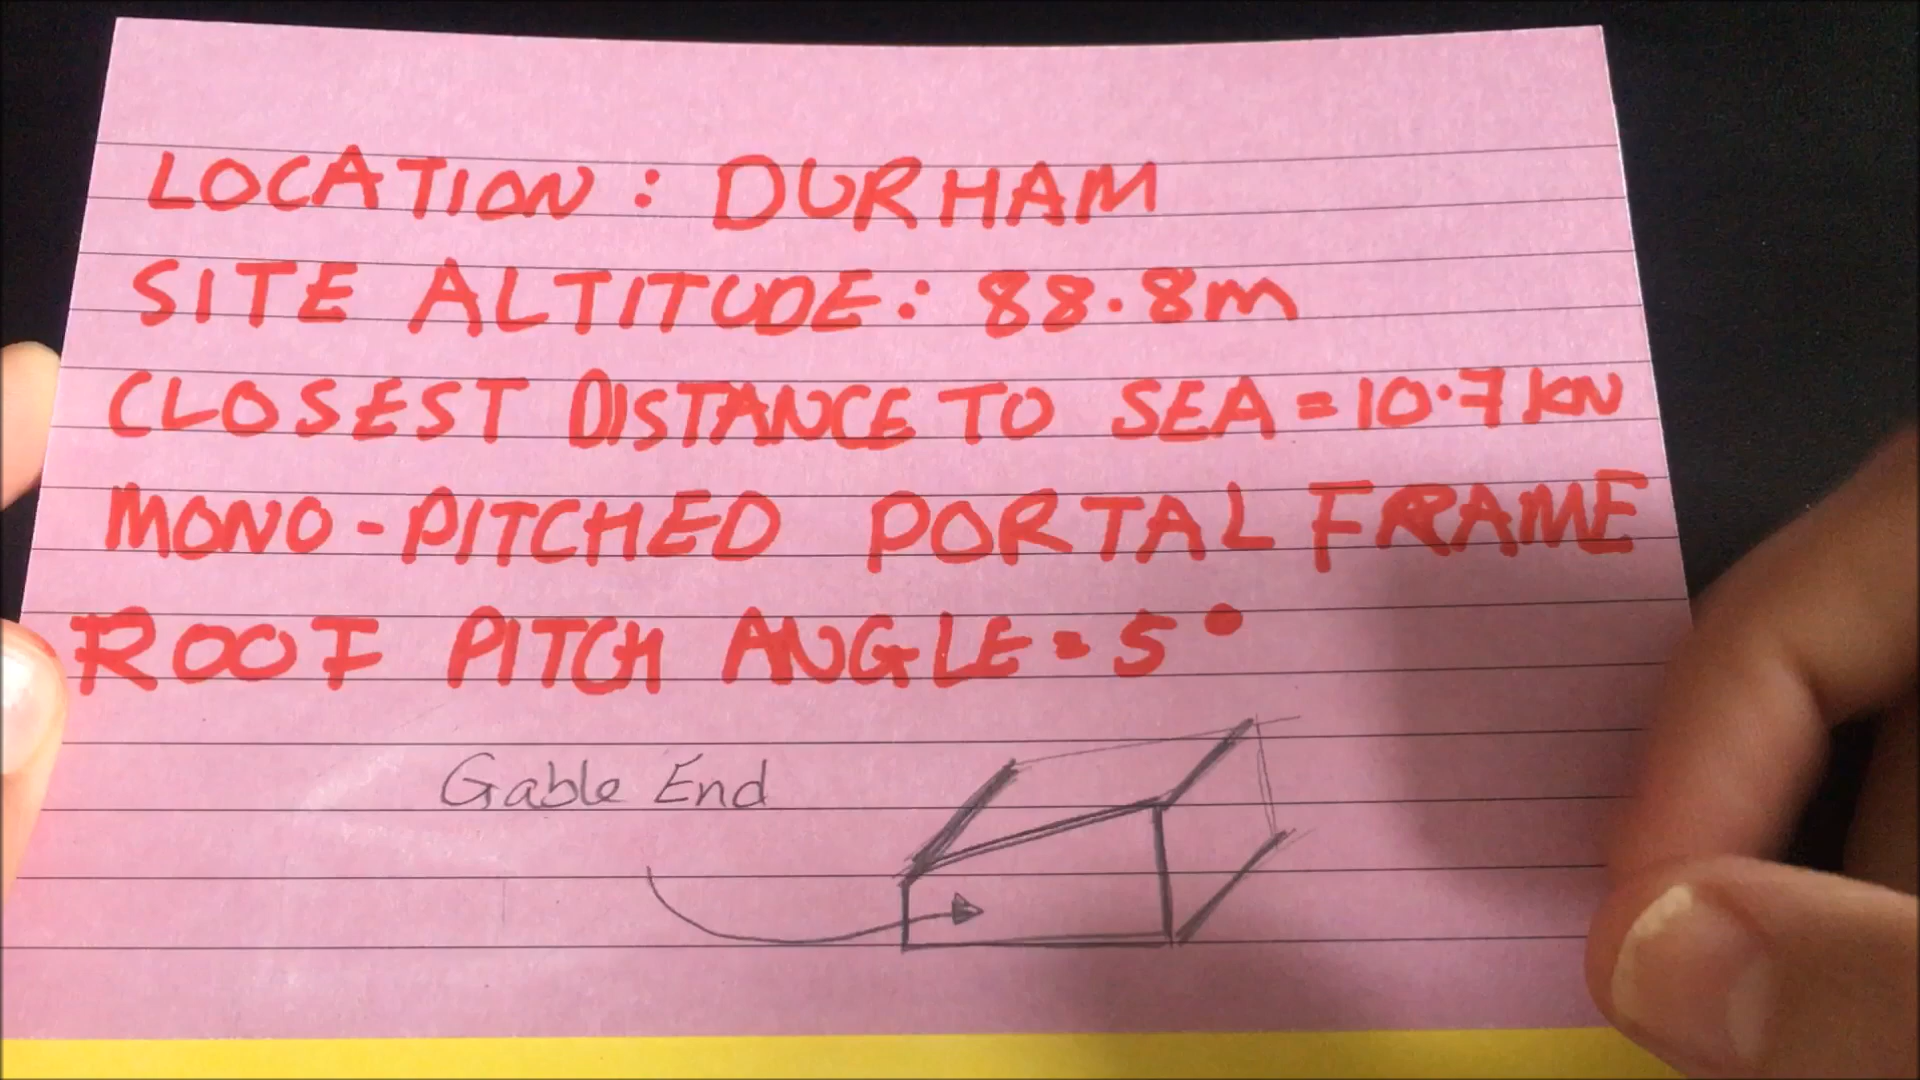 LOCATION : DURHAM
SITE ALTITUDE: 88.8m
CLOSEST DISTANCE TO SEA = 10.7 KN
MONO-PITCHED PORTAL FRAME
ROOF PITCH ANGLE = 5°
Gable End